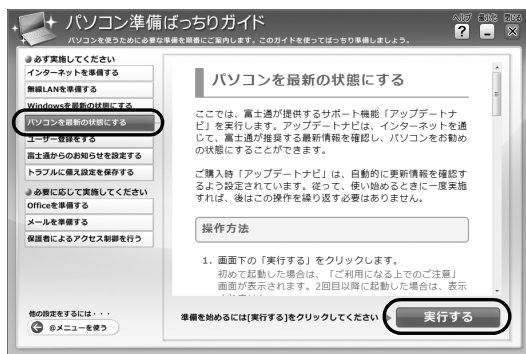 パソコン準備ばっちりガイド
ヘルプ 最小化 閉じる
パソコンを使うために必要な準備を順番にご案内します。このガイドを使ってばっちり準備しましょう。
必ず実施してください
インターネットを準備する
無線LANを準備する
Windowsを最新の状態にする
パソコンを最新の状態にする
ユーザー登録をする
富士通からのお知らせを設定する
トラブルに備え設定を保存する
必要に応じて実施してください
Officeを準備する
メールを準備する
保護者によるアクセス制御を行う
他の設定をするには・・・
@メニューを使う
パソコンを最新の状態にする
ここでは、富士通が提供するサポート機能「アップデートナ
ビ」を実行します。アップデートナビは、インターネットを通
じて、富士通が推奨する最新情報を確認し、パソコンをお勧め
の状態にすることができます。
ご購入時「アップデートナビ」は、自動的に更新情報を確認す
るよう設定されています。従って、使い始めるときに一度実施
すれば、後はこの操作を繰り返す必要はありません。
操作方法
1. 画面下の「実行する」をクリックします。
初めて起動した場合は、「ご利用になる上でのご注意」
画面が表示されます。2回目以降に起動した場合は、表示
準備を始めるには[実行する]をクリックしてください
実行する